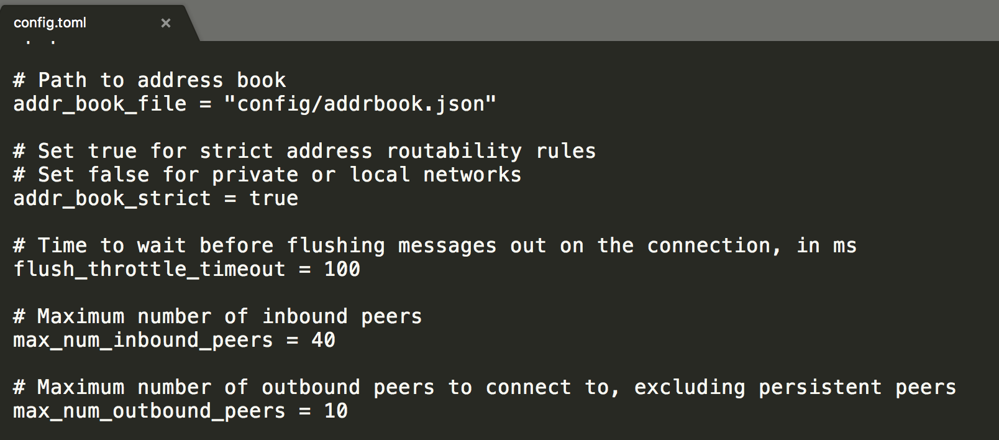 config.toml
# Path to address book
addr_book_file = "config/addrbook.json"
# Set true for strict address routability rules
# Set false for private or local networks
addr_book_strict = true
# Time to wait before flushing messages out on the connection, in ms
flush_throttle_timeout = 100
# Maximum number of inbound peers
max_num_inbound_peers = 40
# Maximum number of outbound peers to connect to, excluding persistent peers
max_num_outbound_peers = 10